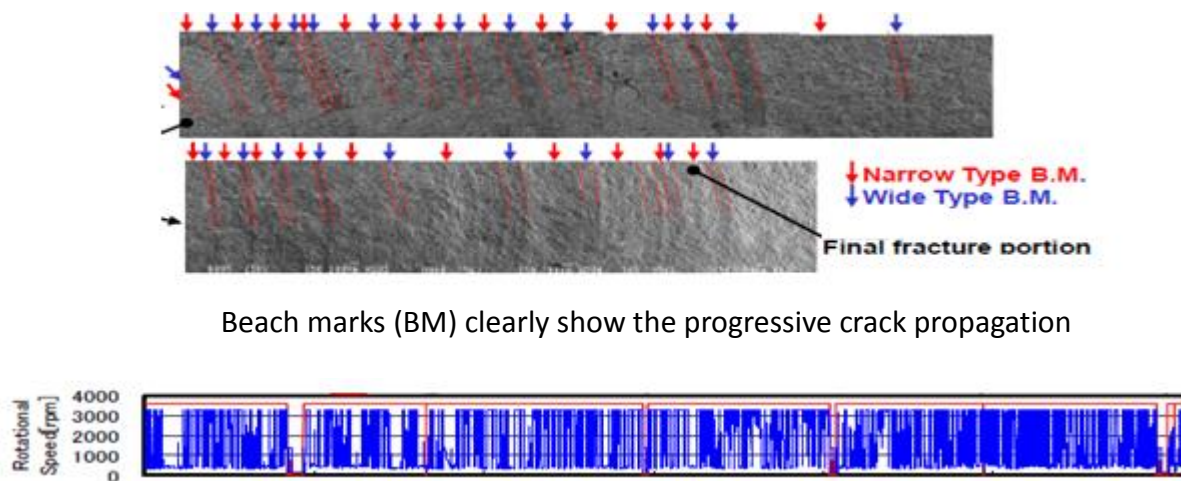 Narrow Type B.M.
Wide Type B.M.
Final fracture portion
Beach marks (BM) clearly show the progressive crack propagation
Rotational
Speed[rpm]
4000
3000
2000
1000
0